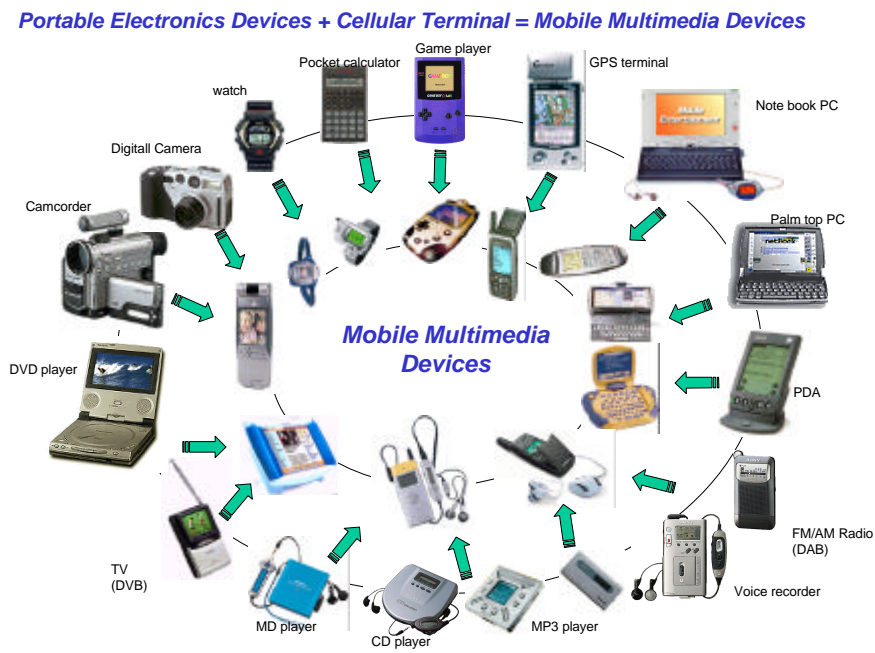 Portable Electronics Devices + Cellular Terminal = Mobile Multimedia Devices
Game player
Pocket calculator
GPS terminal
watch
Note book PC
Mobile
Entertainment
Digitall Camera
Camcorder
Palm top PC
Mobile Multimedia
Devices
DVD player
PDA
FM/AM Radio
(DAB)
TV
(DVB)
Voice recorder
MD player
MP3 player
CD player